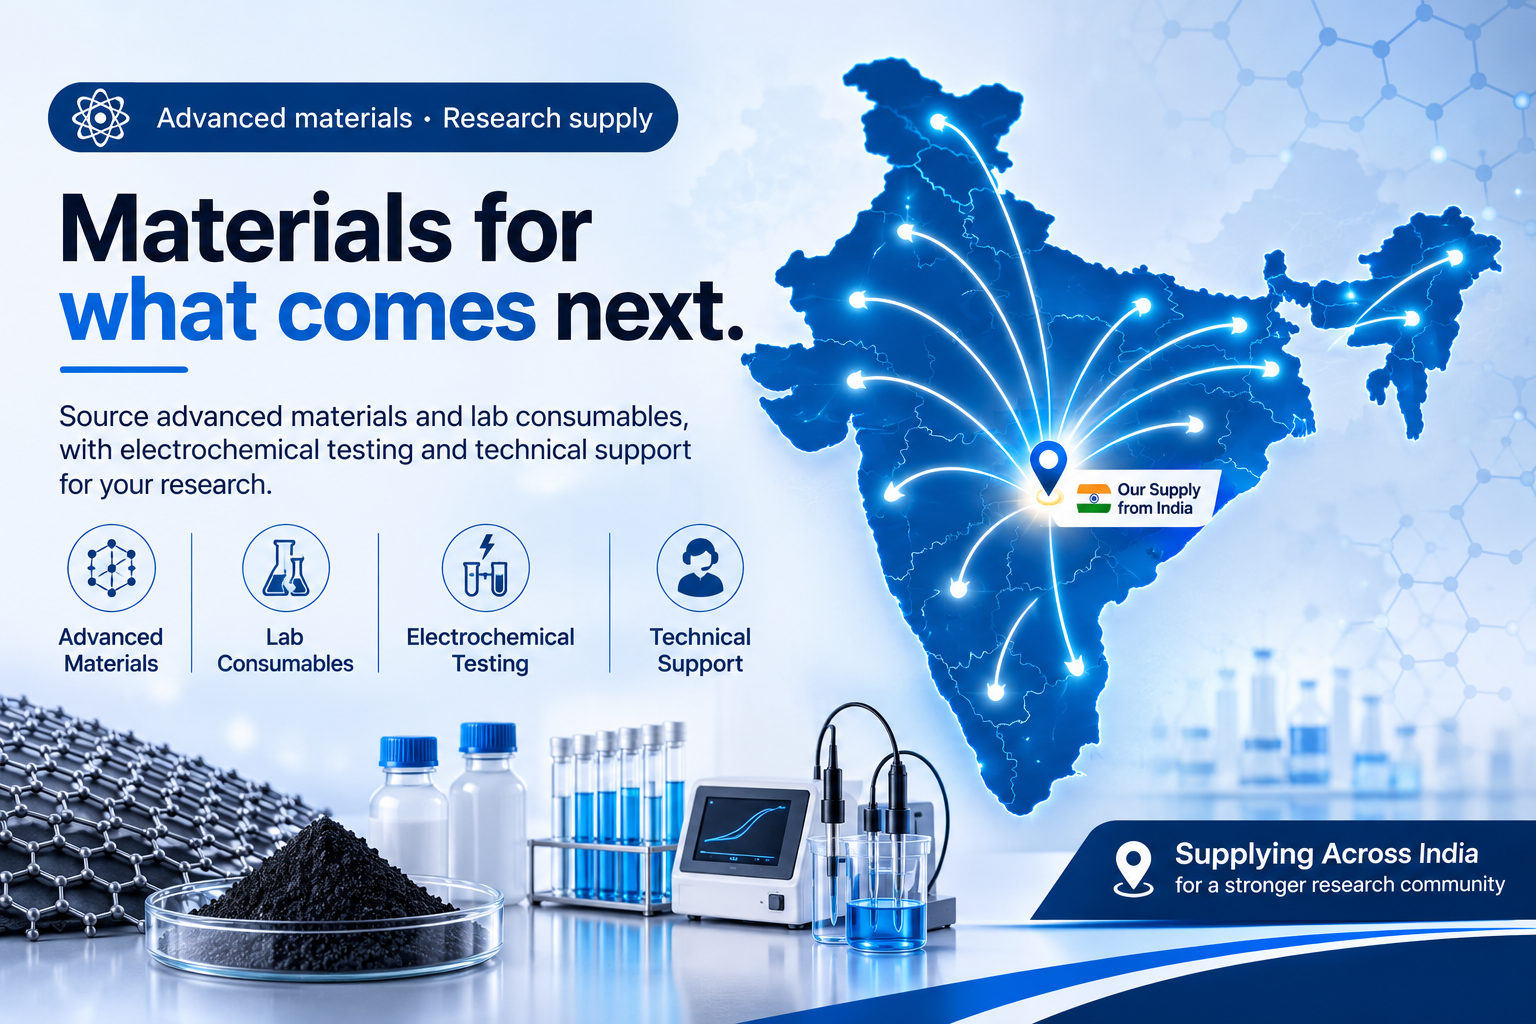 Advanced materials · Research supply
Materials for
what comes next.
Source advanced materials and lab consumables,
with electrochemical testing and technical support
for your research.
Advanced
Materials
Lab
Consumables
Electrochemical
Testing
Technical
Support
Our Supply
from India
Supplying Across India
for a stronger research community